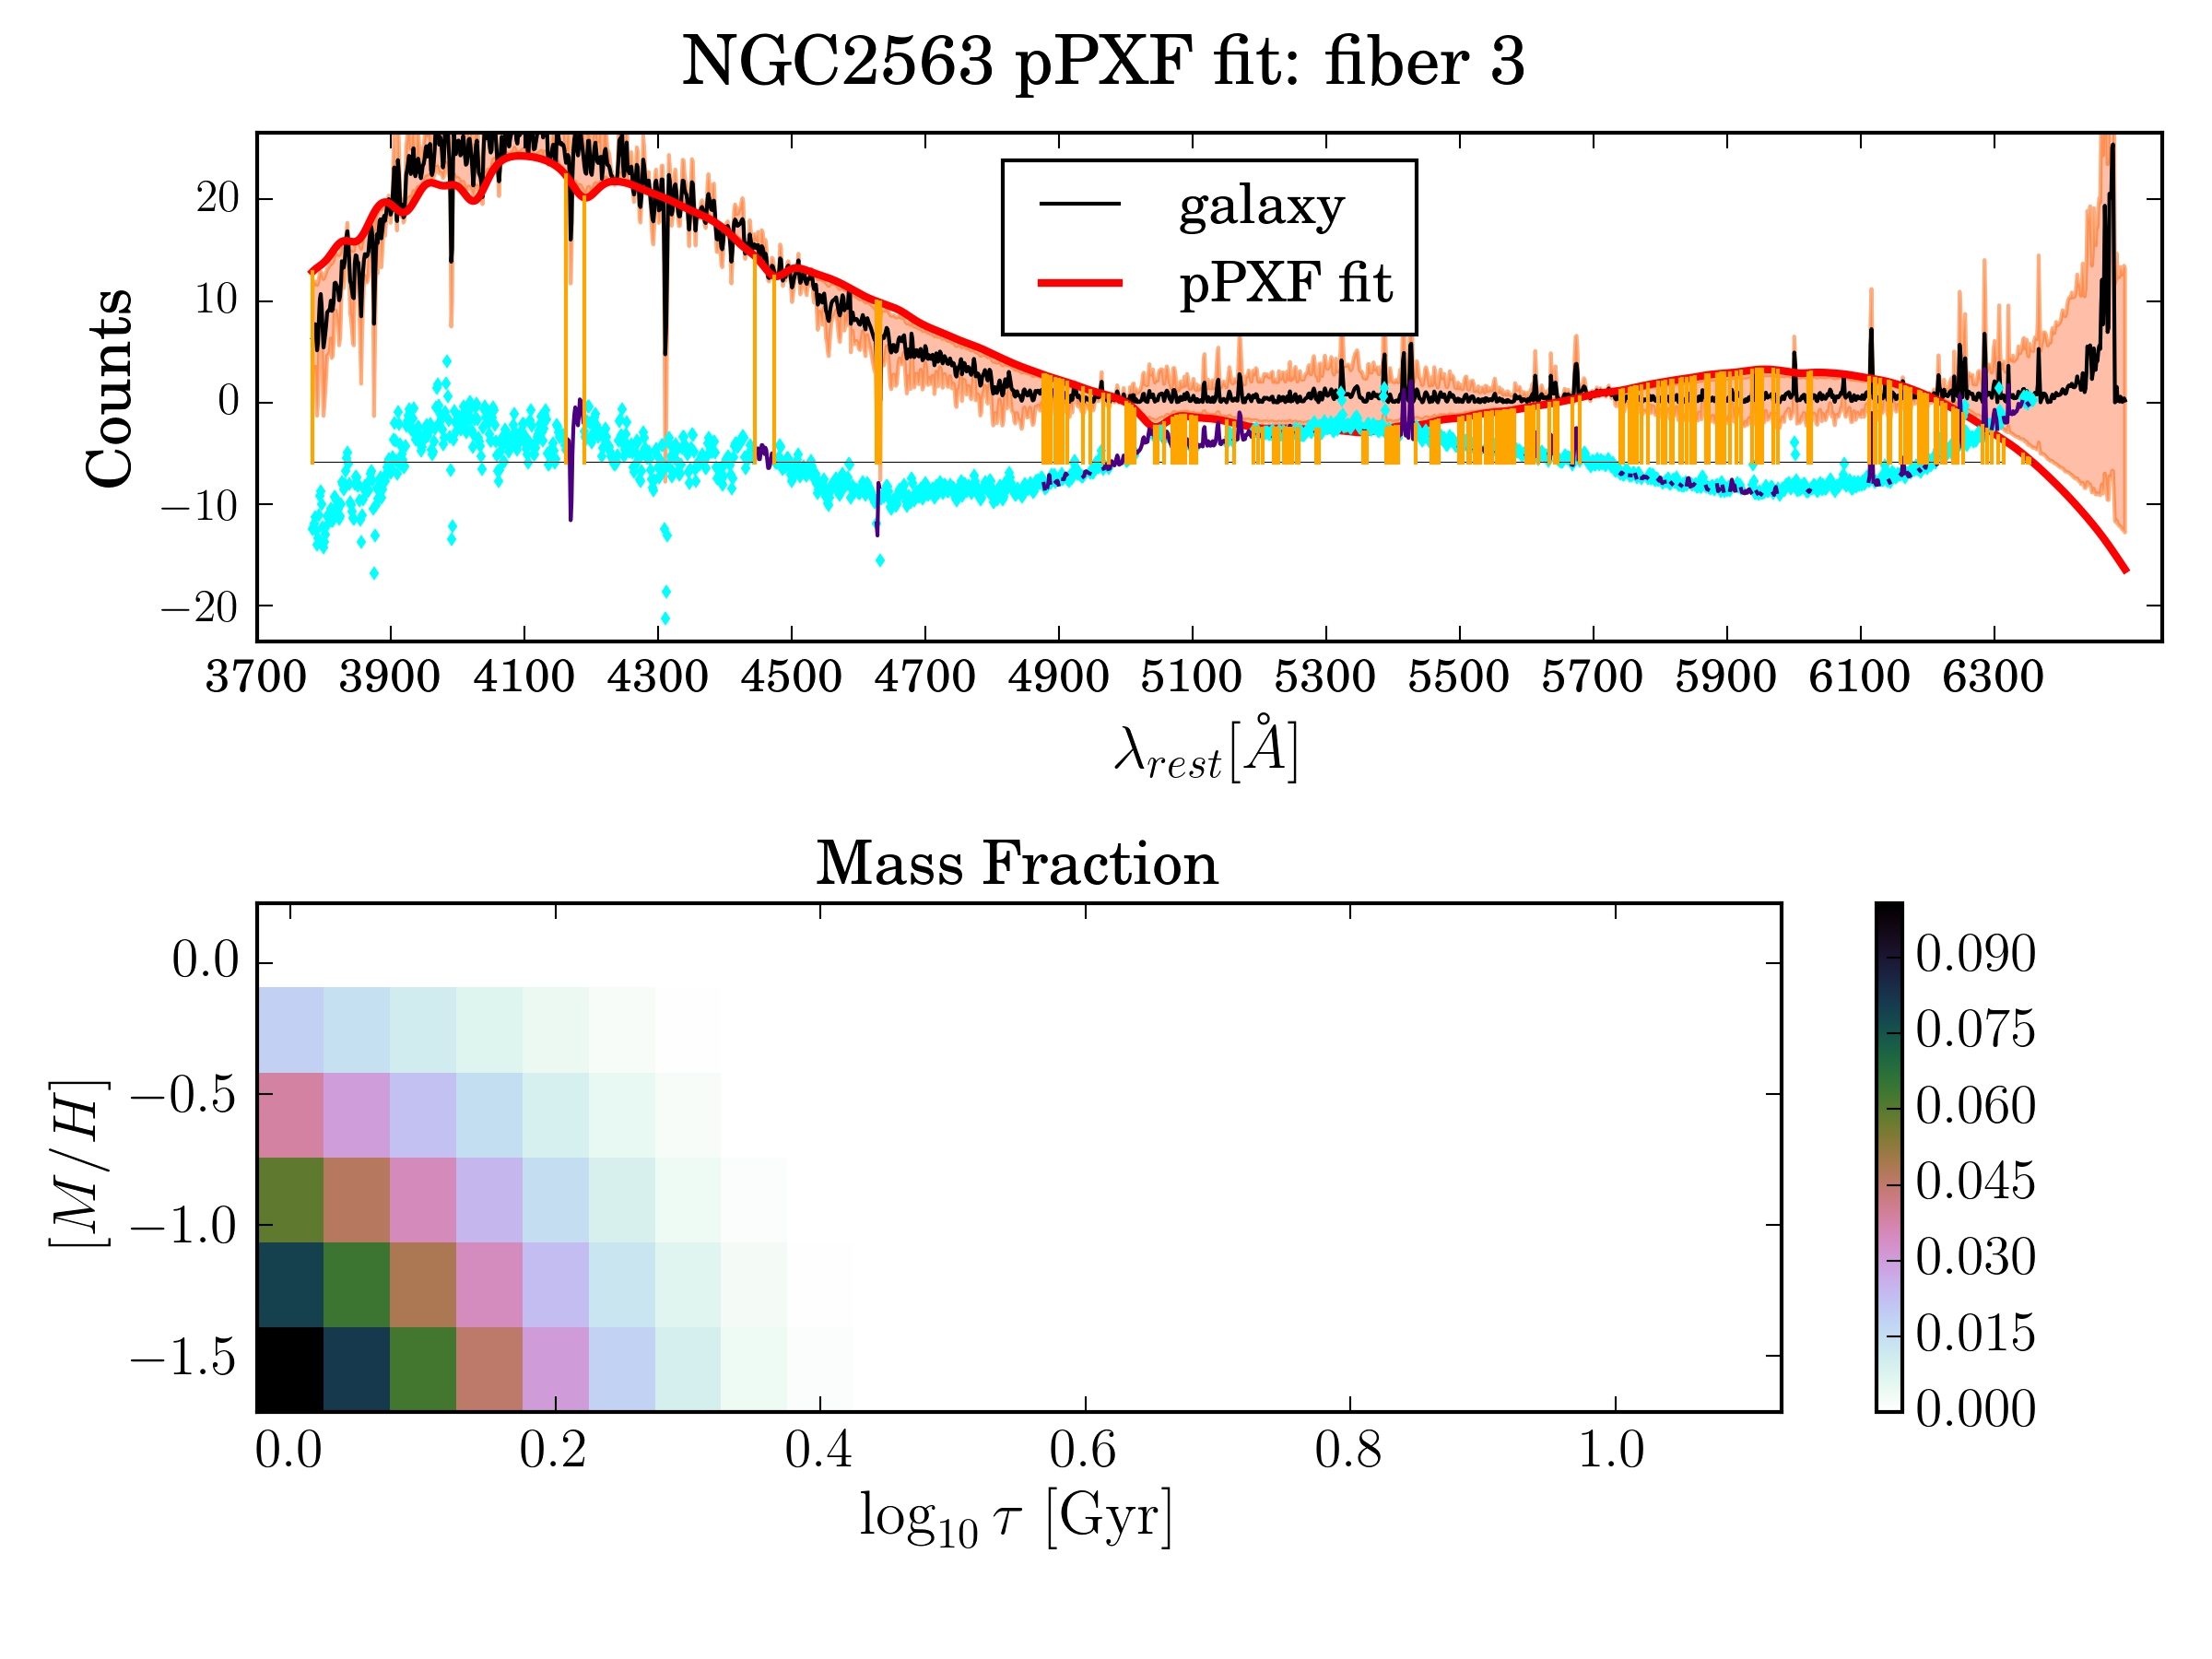 NGC2563 pPXF fit: fiber 3
galaxy
pPXF fit
Counts
20
10
0
−10
−20
3700 3900 4100 4300 4500 4700 4900 5100 5300 5500 5700 5900 6100 6300
λrest[Å]
Mass Fraction
[M/H]
0.0
−0.5
−1.0
−1.5
0.0 0.2 0.4 0.6 0.8 1.0
log10 τ [Gyr]
0.090
0.075
0.060
0.045
0.030
0.015
0.000